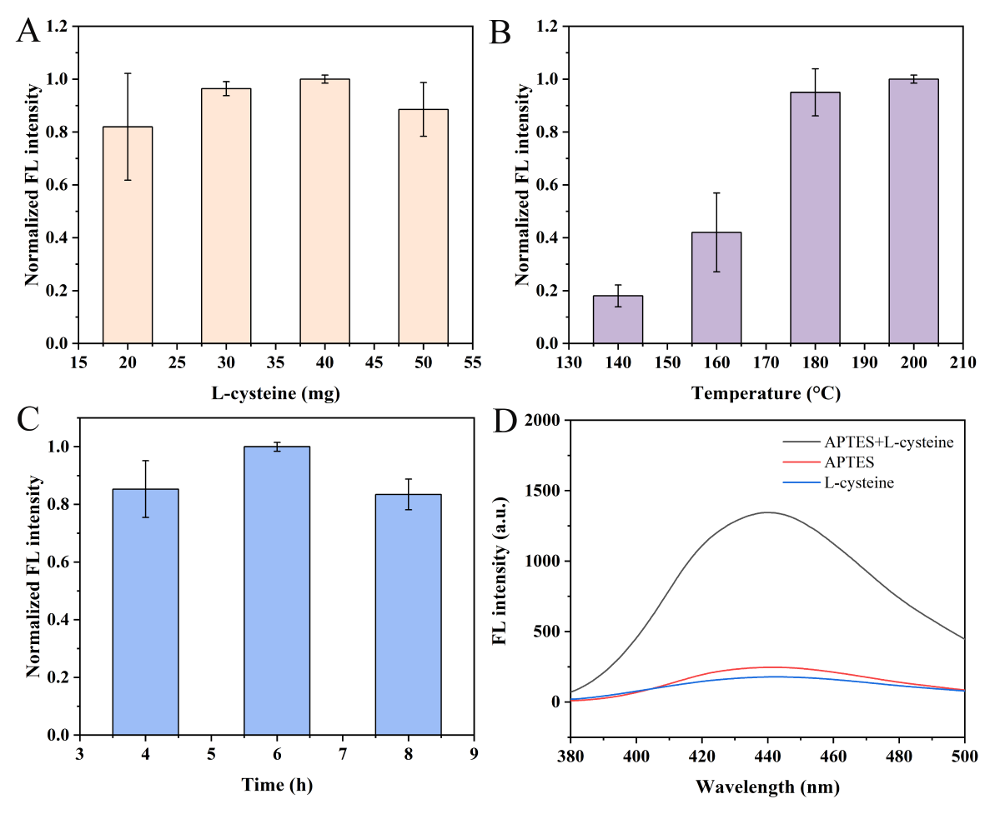 A
Normalized FL intensity
1.2
1.0
0.8
0.6
0.4
0.2
0.0
15 20 25 30 35 40 45 50 55
L-cysteine (mg)
B
Normalized FL intensity
1.2
1.0
0.8
0.6
0.4
0.2
0.0
130 140 150 160 170 180 190 200 210
Temperature (°C)
C
Normalized FL intensity
1.0
0.8
0.6
0.4
0.2
0.0
3 4 5 6 7 8 9
Time (h)
D
FL intensity (a.u.)
2000
1500
1000
500
0
APTES+L-cysteine
APTES
L-cysteine
380 400 420 440 460 480 500
Wavelength (nm)